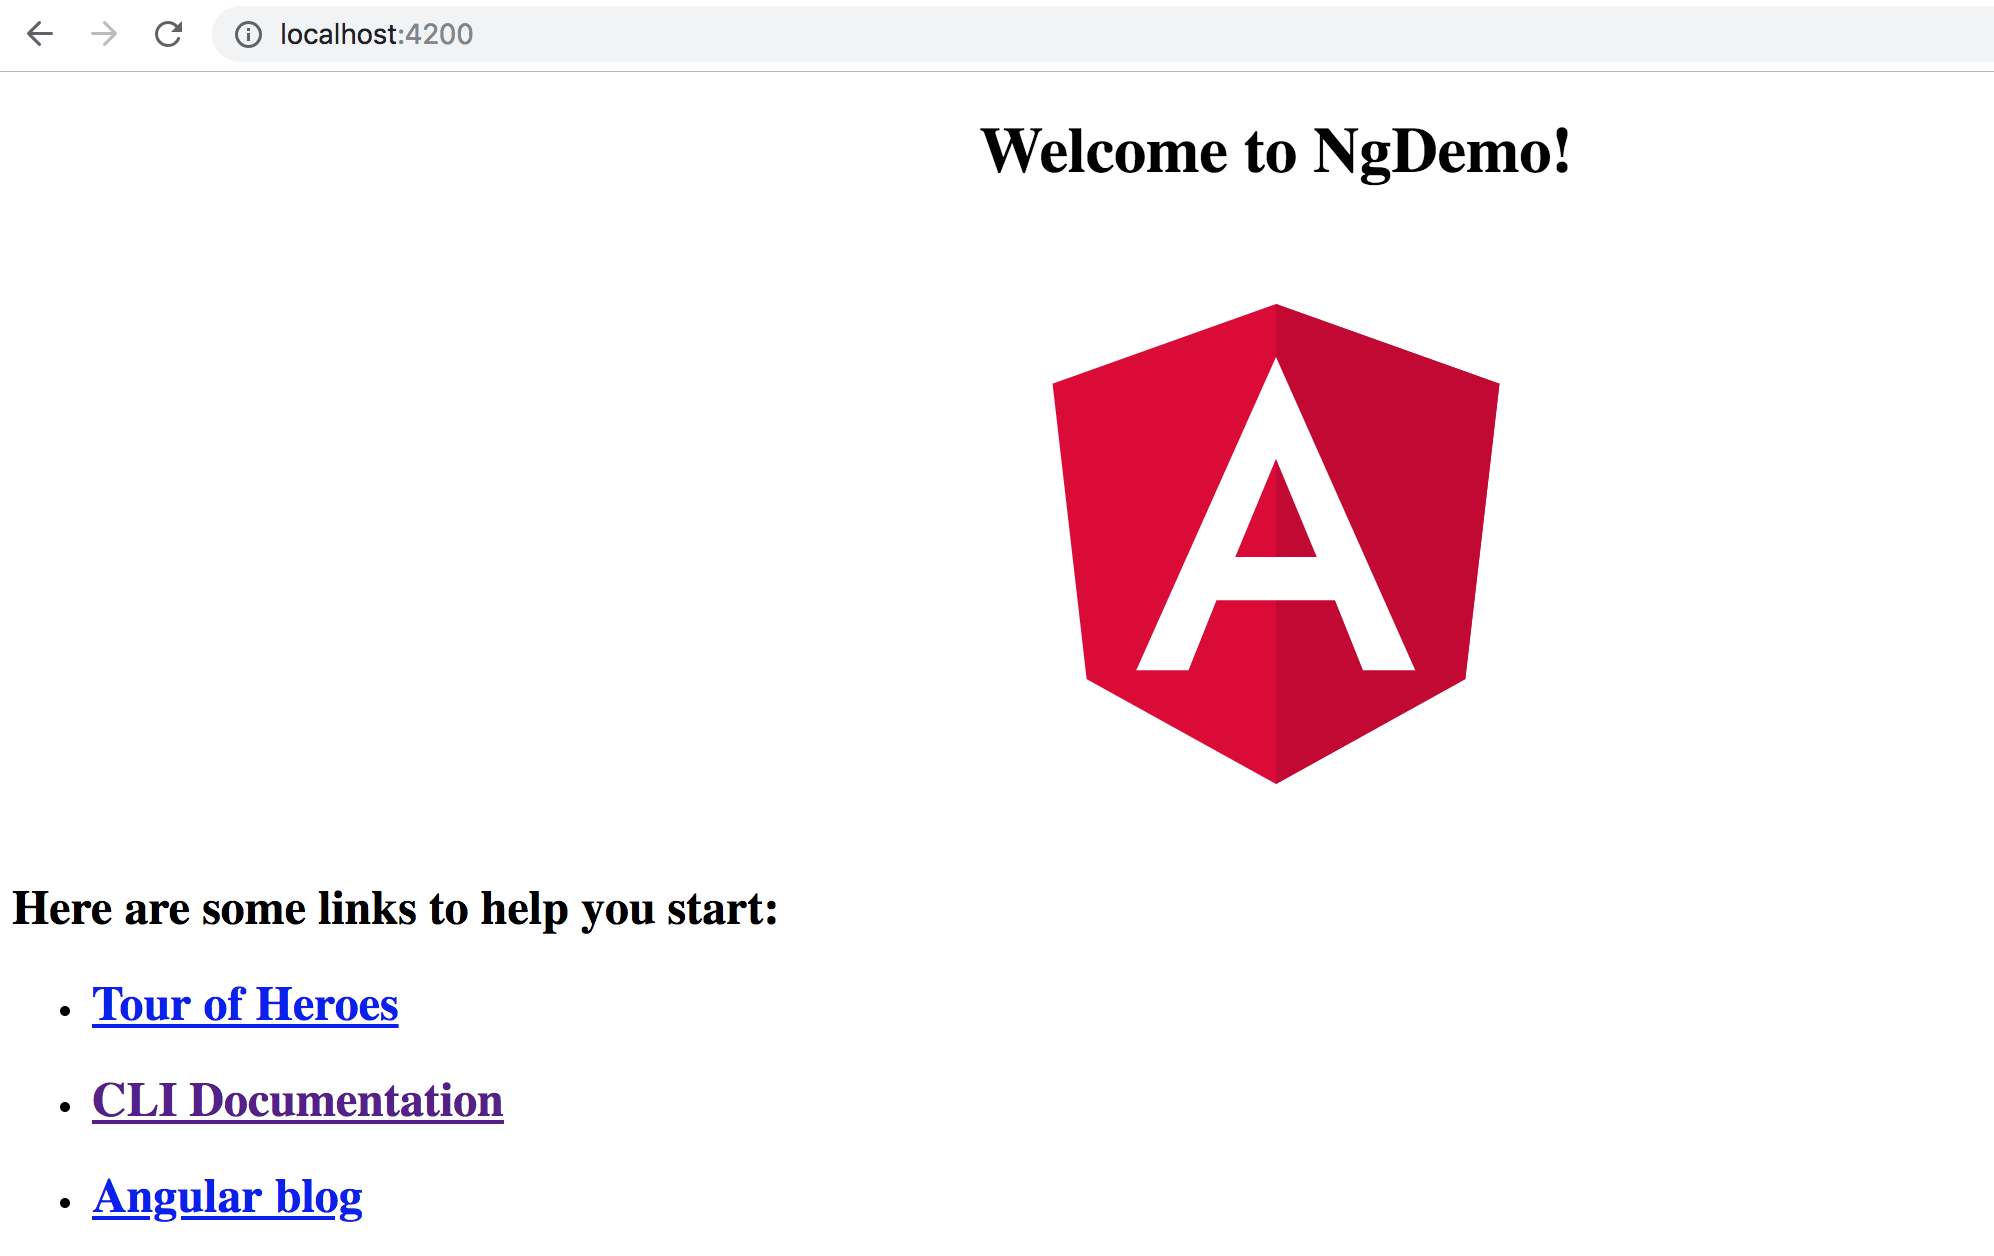 localhost:4200
Welcome to NgDemo!
A
Here are some links to help you start:
Tour of Heroes
CLI Documentation
Angular blog